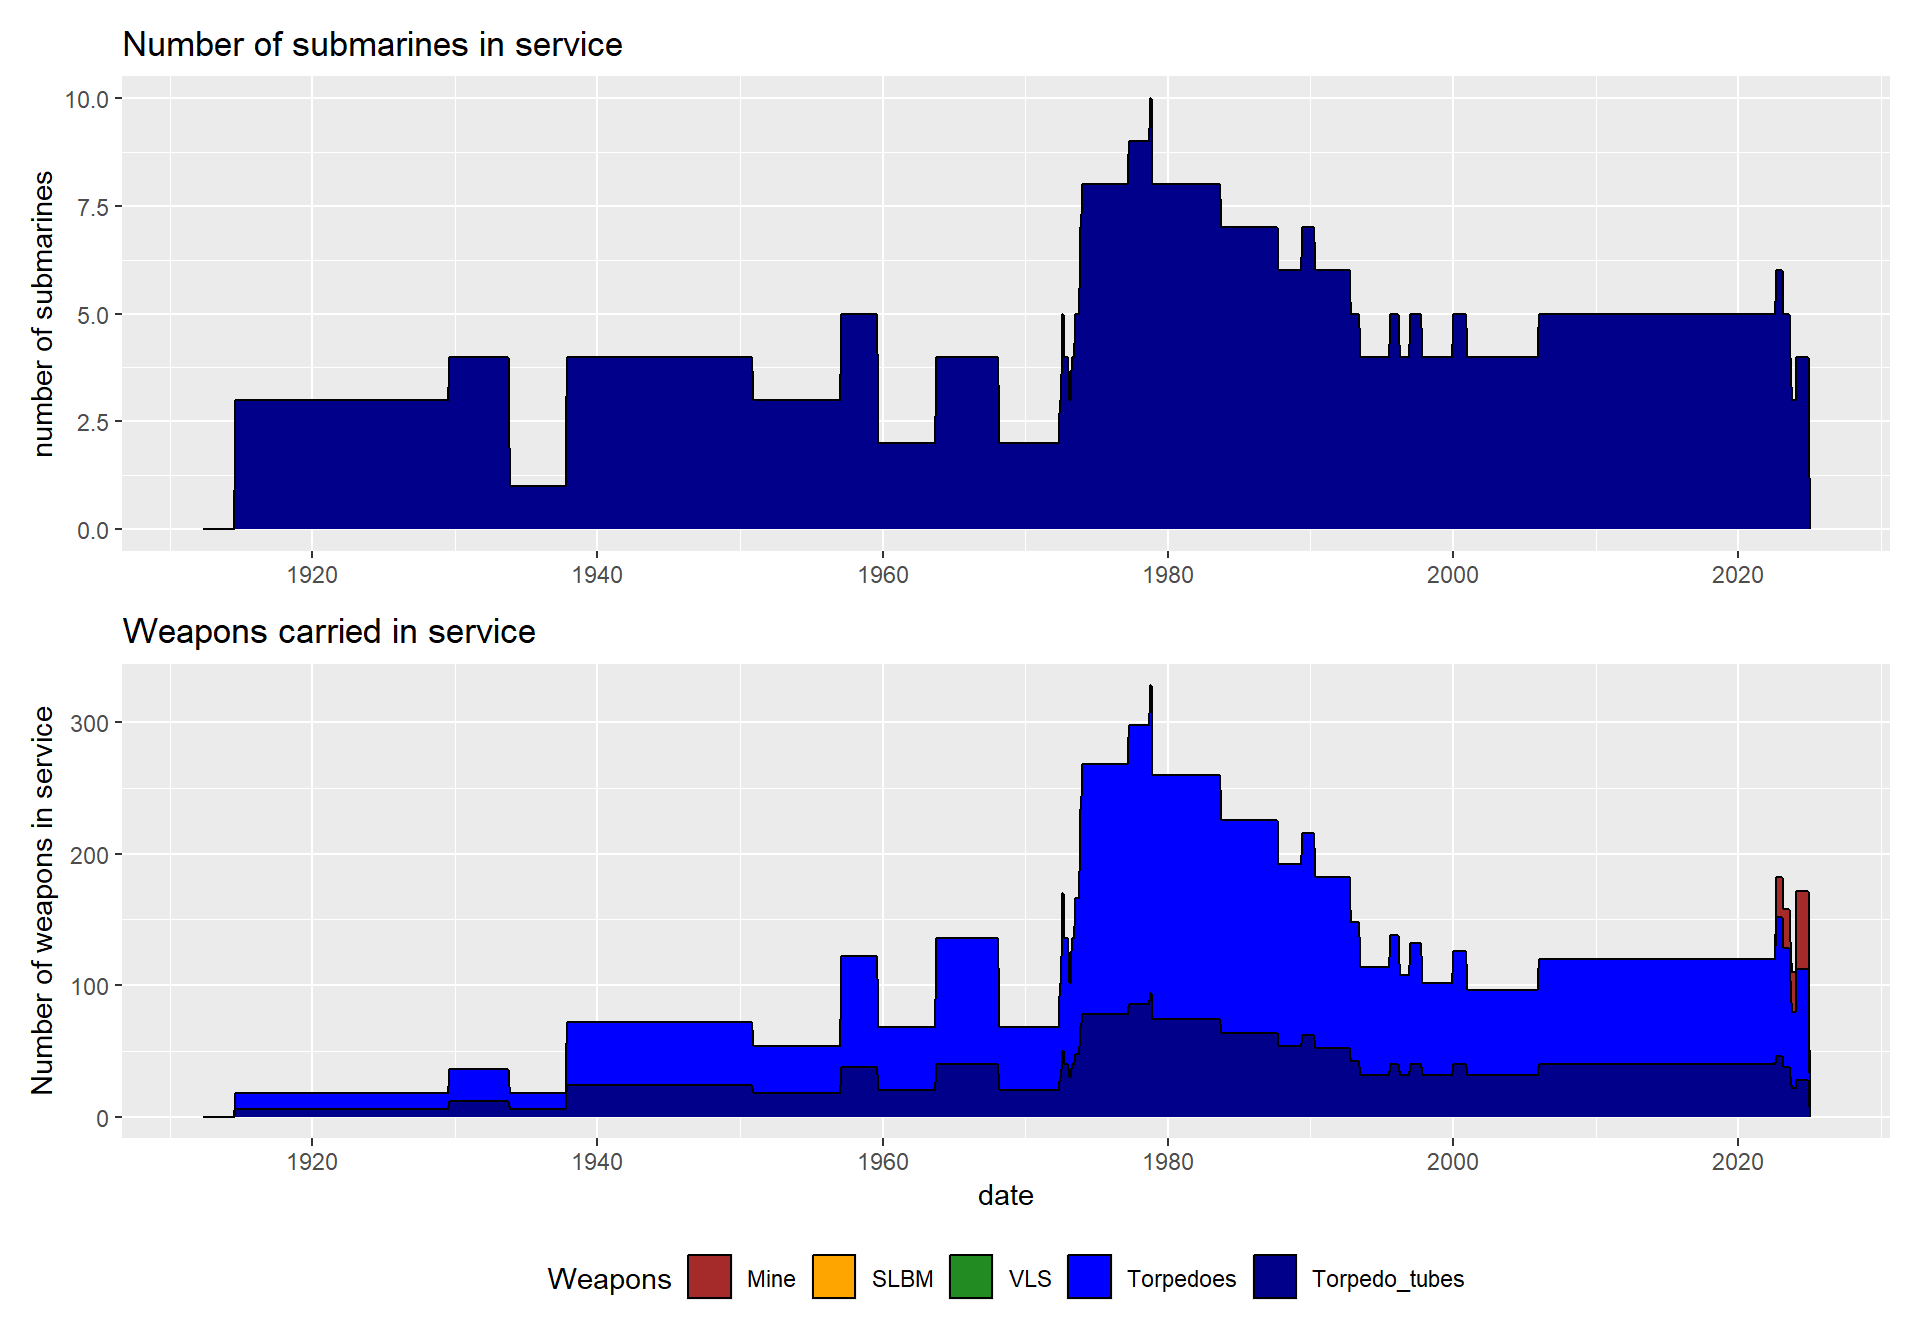 Number of submarines in service
number of submarines
10.0
7.5
5.0
2.5
0.0
1920 1940 1960 1980 2000 2020
Weapons carried in service
Number of weapons in service
300
200
100
0
1920 1940 1960 1980 2000 2020
date
Weapons Mine SLBM VLS Torpedoes Torpedo_tubes